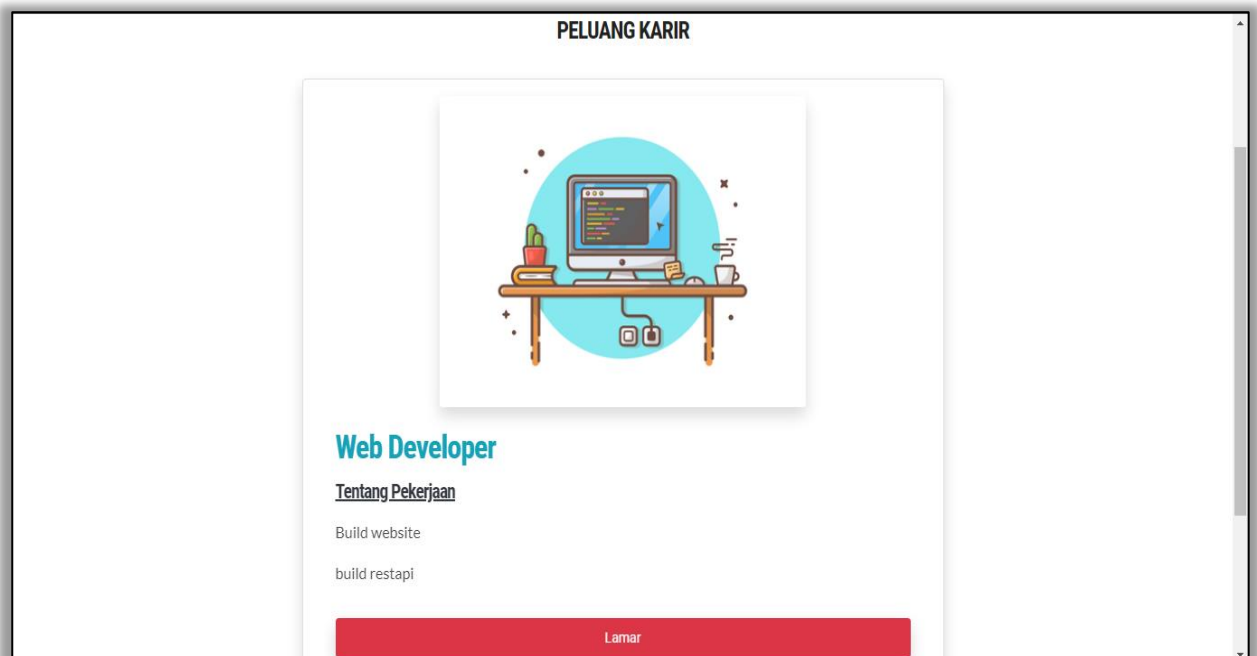 PELUANG KARIR
Web Developer
Tentang Pekerjaan
Build website
build restapi
Lamar